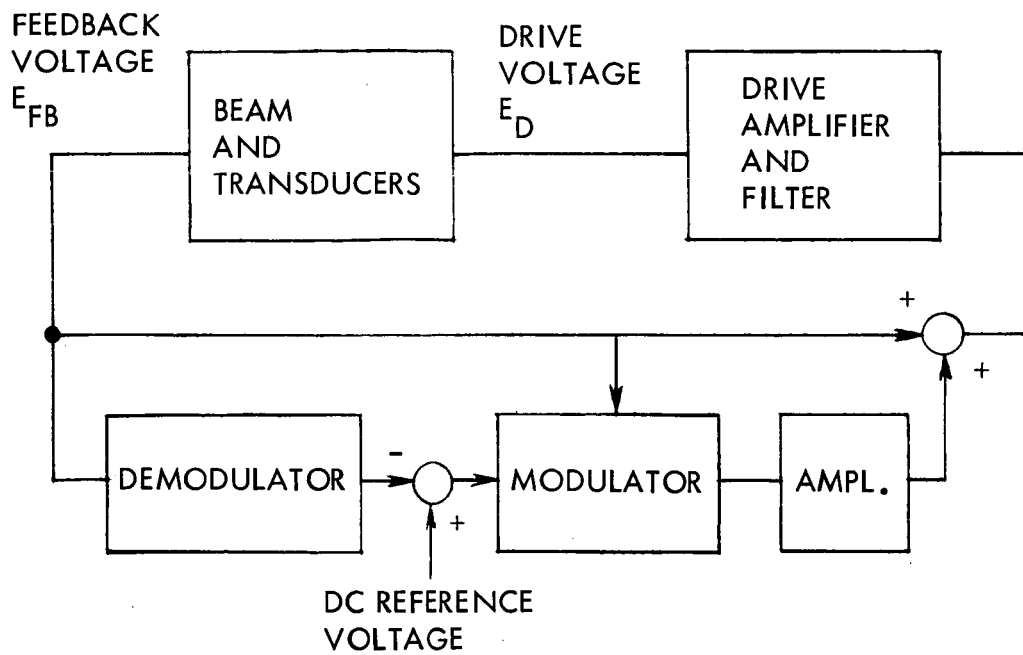 FEEDBACK
VOLTAGE
E_FB
BEAM
AND
TRANSDUCERS
DRIVE
VOLTAGE
E_D
DRIVE
AMPLIFIER
AND
FILTER
+
+
DEMODULATOR
-
+
MODULATOR
AMPL.
DC REFERENCE
VOLTAGE